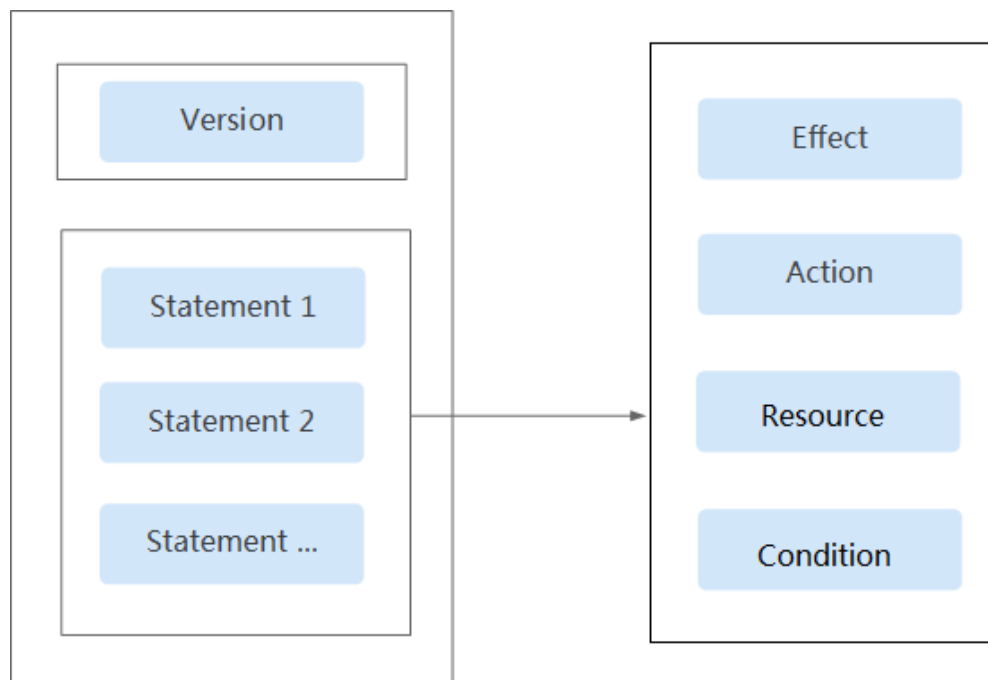 Version
Statement 1
Statement 2
Statement ...
Effect
Action
Resource
Condition